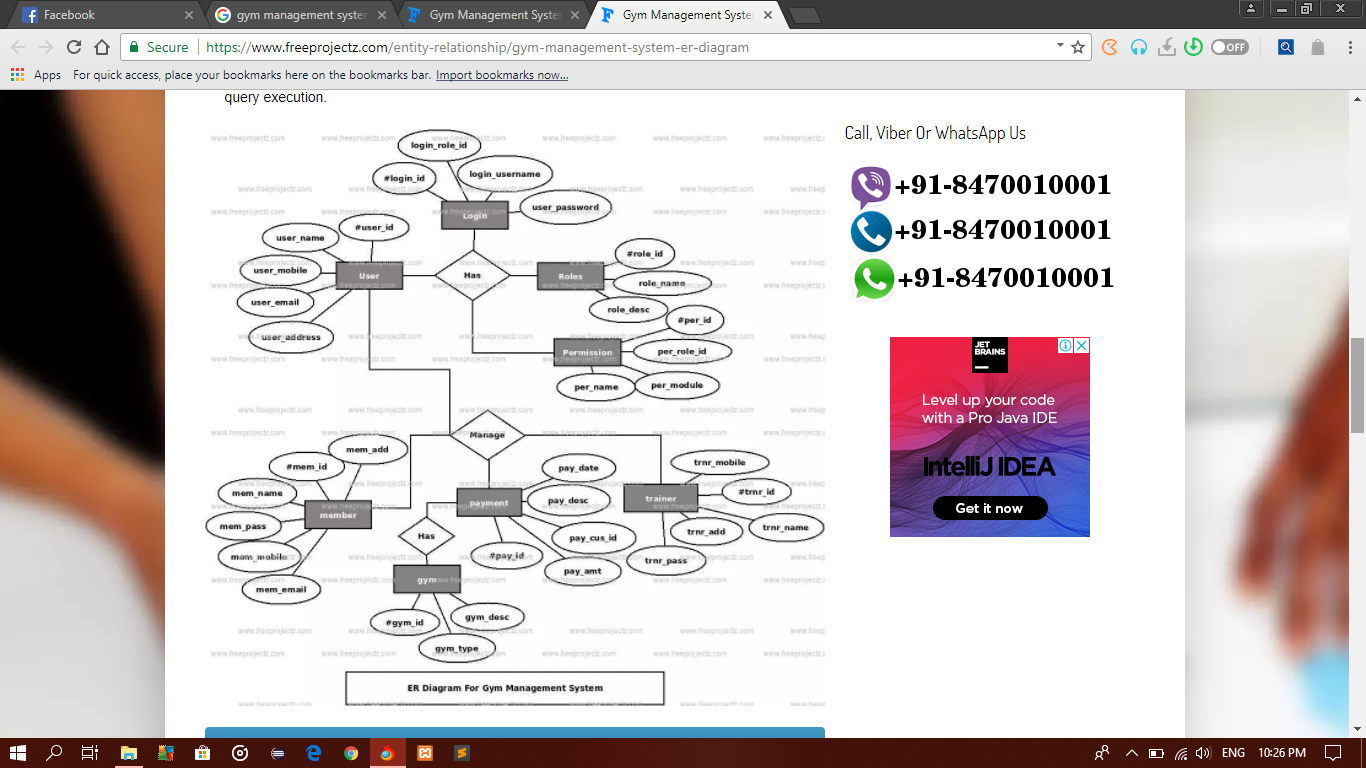 Facebook
gym management system
Gym Management Syste
Gym Management Syste
Secure
https://www.freeprojectz.com/entity-relationship/gym-management-system-er-diagram
OFF
Apps
For quick access, place your bookmarks here on the bookmarks bar. Import bookmarks now...
query execution.
www.freeprojectz.com
login_role_id
#login_id
login_username
user_password
Login
#user_id
user_name
user_mobile
user_email
user_address
User
Has
Roles
#role_id
role_name
role_desc
Permission
#per_id
per_role_id
per_name
per_module
Manage
mem_add
#mem_id
mem_name
mem_pass
mem_mobile
mem_email
member
payment
pay_date
pay_desc
pay_cus_id
pay_amt
#pay_id
trainer
trnr_mobile
#trnr_id
trnr_name
trnr_add
trnr_pass
Has
gym
#gym_id
gym_desc
gym_type
ER Diagram For Gym Management System
Call, Viber Or WhatsApp Us
+91-8470010001
+91-8470010001
+91-8470010001
JET
BRAINS
Level up your code
with a Pro Java IDE
IntelliJ IDEA
Get it now
ENG
10:26 PM